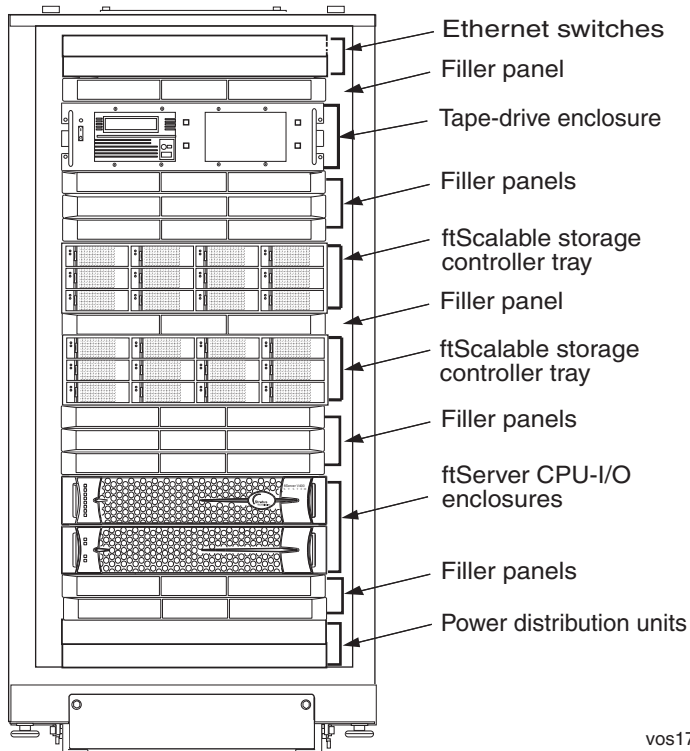 Ethernet switches
Filler panel
Tape-drive enclosure
Filler panels
ftScalable storage
controller tray
Filler panel
ftScalable storage
controller tray
Filler panels
ftServer CPU-I/O
enclosures
Filler panels
Power distribution units
vos17